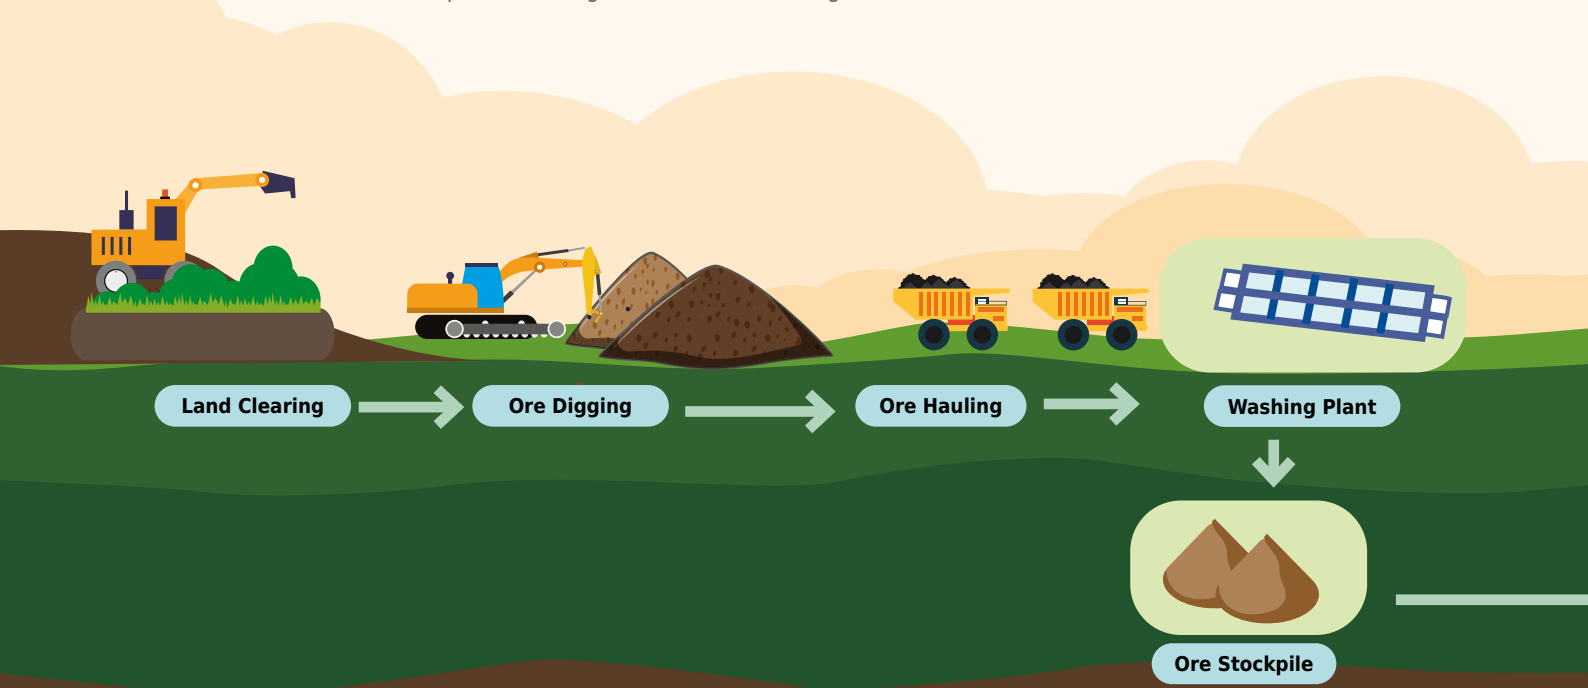 Land Clearing
Ore Digging
Ore Hauling
Washing Plant
Ore Stockpile